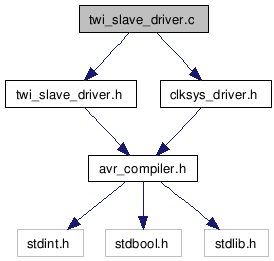 twi_slave_driver.c
twi_slave_driver.h
clksys_driver.h
avr_compiler.h
stdint.h
stdbool.h
stdlib.h